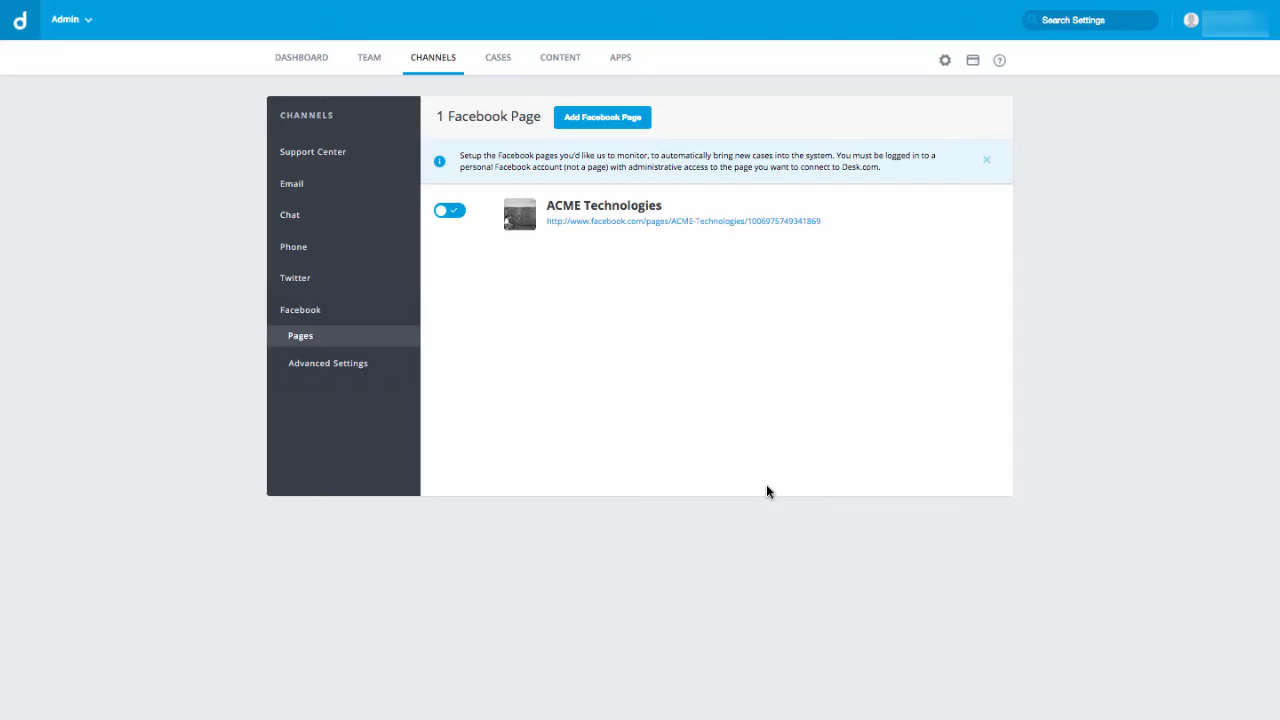 Admin
Search Settings
DASHBOARD
TEAM
CHANNELS
CASES
CONTENT
APPS
CHANNELS
Support Center
Email
Chat
Phone
Twitter
Facebook
Pages
Advanced Settings
1 Facebook Page
Add Facebook Page
Setup the Facebook pages you'd like us to monitor, to automatically bring new cases into the system. You must be logged in to a
personal Facebook account (not a page) with administrative access to the page you want to connect to Desk.com.
ACME Technologies
http://www.facebook.com/pages/ACME-Technologies/1006975749341869